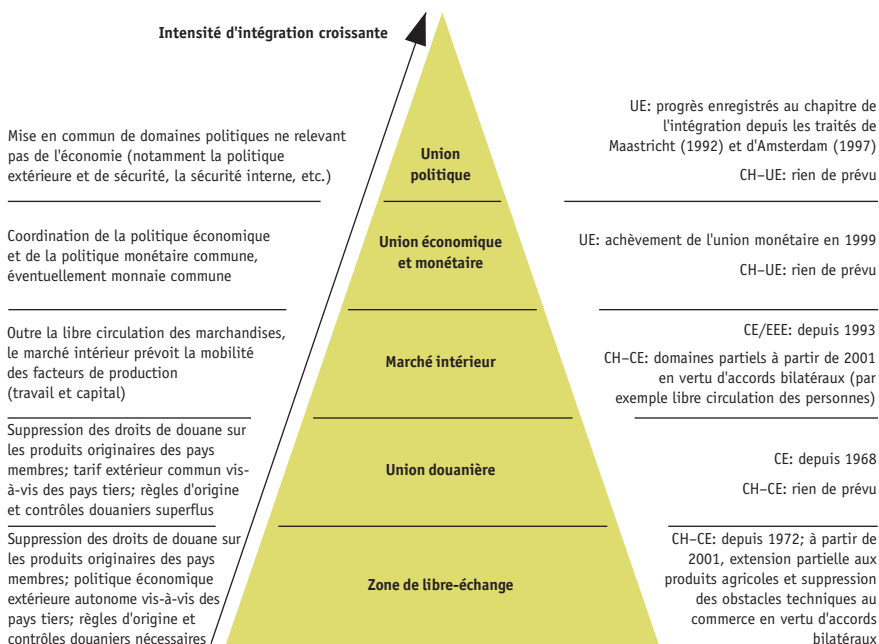 Intensité d'intégration croissante
Mise en commun de domaines politiques ne relevant
pas de l'économie (notamment la politique
extérieure et de sécurité, la sécurité interne, etc.)
Union
politique
UE: progrès enregistrés au chapitre de
l'intégration depuis les traités de
Maastricht (1992) et d'Amsterdam (1997)
CH–UE: rien de prévu
Coordination de la politique économique
et de la politique monétaire commune,
éventuellement monnaie commune
Union économique
et monétaire
UE: achèvement de l'union monétaire en 1999
CH–UE: rien de prévu
Outre la libre circulation des marchandises,
le marché intérieur prévoit la mobilité
des facteurs de production
(travail et capital)
Marché intérieur
CE/EEE: depuis 1993
CH–CE: domaines partiels à partir de 2001
en vertu d'accords bilatéraux (par
exemple libre circulation des personnes)
Suppression des droits de douane sur
les produits originaires des pays
membres; tarif extérieur commun vis-
à-vis des pays tiers; règles d'origine
et contrôles douaniers superflus
Union douanière
CE: depuis 1968
CH–CE: rien de prévu
Suppression des droits de douane sur
les produits originaires des pays
membres; politique économique
extérieure autonome vis-à-vis des
pays tiers; règles d'origine et
contrôles douaniers nécessaires
Zone de libre-échange
CH–CE: depuis 1972; à partir de
2001, extension partielle aux
produits agricoles et suppression
des obstacles techniques au
commerce en vertu d'accords
bilatéraux